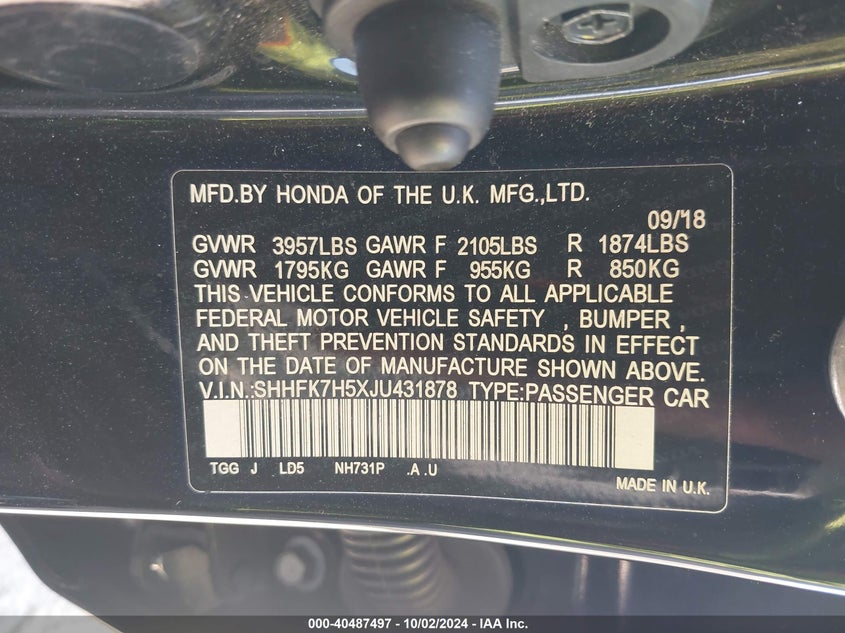 MFD.BY HONDA OF THE U.K. MFG.,LTD.
09/'18
GVWR 3957LBS GAWR F 2105LBS R 1874LBS
GVWR 1795KG GAWR F 955KG R 850KG
THIS VEHICLE CONFORMS TO ALL APPLICABLE
FEDERAL MOTOR VEHICLE SAFETY , BUMPER ,
AND THEFT PREVENTION STANDARDS IN EFFECT
ON THE DATE OF MANUFACTURE SHOWN ABOVE.
V.I.N.:SHHFK7H5XJU431878 TYPE:PASSENGER CAR
TGG J LD5 NH731P .A .U
MADE IN U.K.
000-40487497 - 10/02/2024 - IAA Inc.